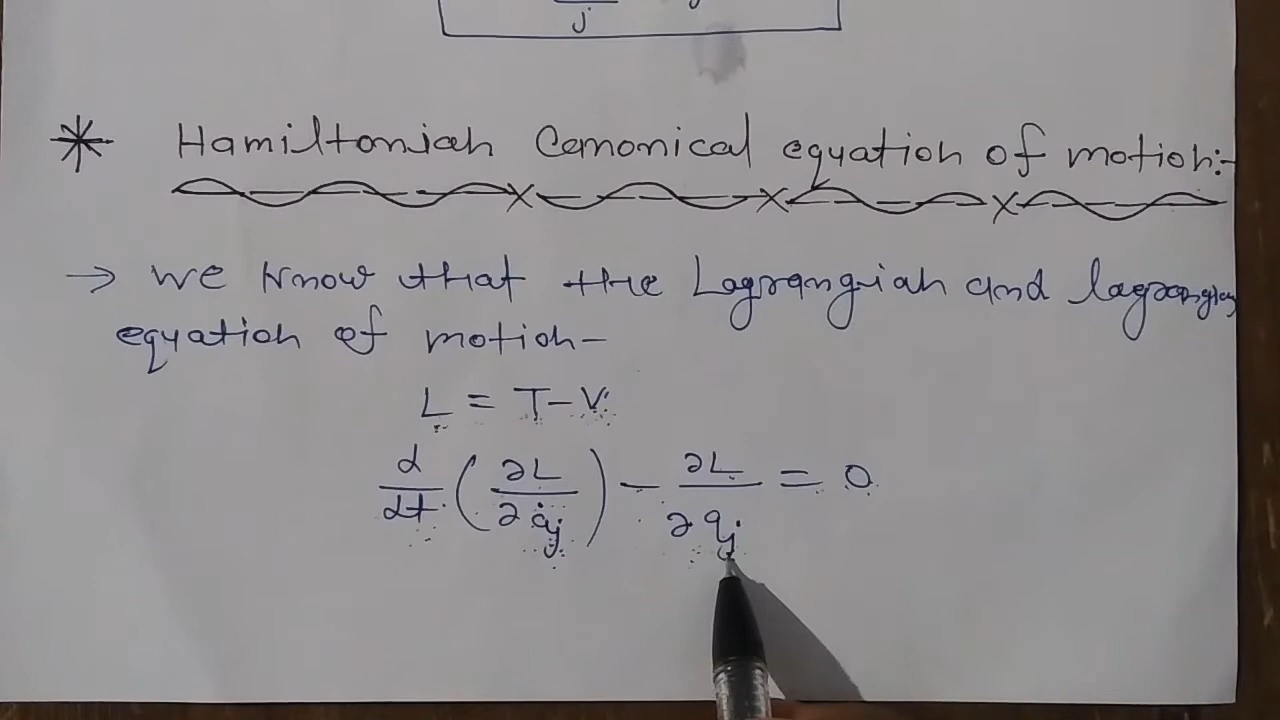 j
* Hamiltonian Canonical equation of motion:-
→ we know that the Lagrangian and lagrangian
equation of motion-
L = T-V
d/dt (∂L/∂q̇j) - ∂L/∂qj = 0